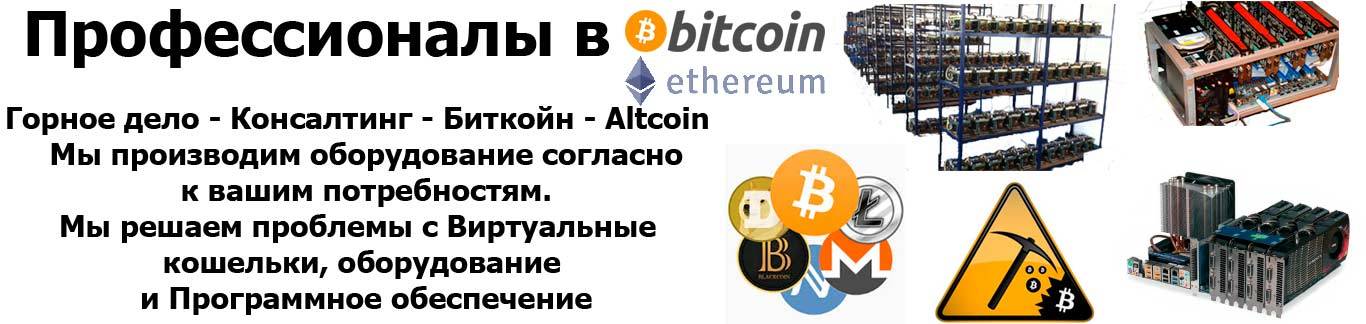 Профессионалы в bitcoin
ethereum
Горное дело - Консалтинг - Биткойн - Altcoin
Мы производим оборудование согласно
к вашим потребностям.
Мы решаем проблемы с Виртуальные
кошельки, оборудование
и Программное обеспечение
BLACKCOIN